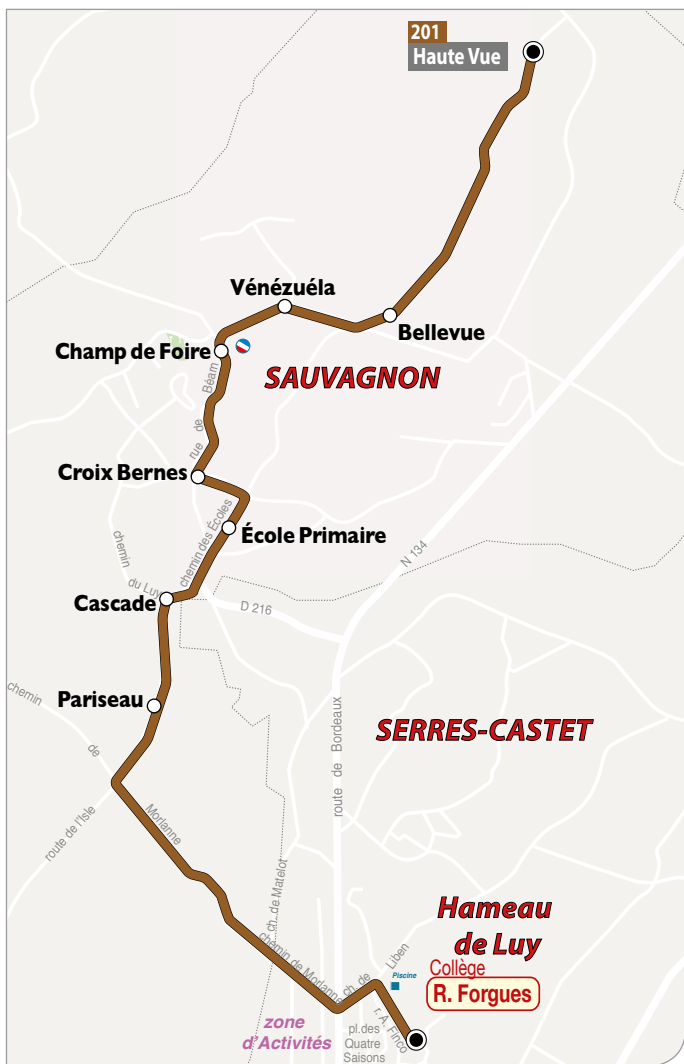 201
Haute Vue
Vénézuéla
Bellevue
Champ de Foire
SAUVAGNON
rue de Béarn
Croix Bernes
École Primaire
chemin des Écoles
N 134
chemin du Luy
Cascade
D 216
Pariseau
chemin de Morlanne
SERRES-CASTET
route de Bordeaux
route de l'Isle
ch. de Matelot
Hameau
de Luy
chemin de Morlanne
ch. de Liben
Piscine
Collège
R. Forgues
r. A. Finco
zone
d'Activités
pl.des
Quatre
Saisons